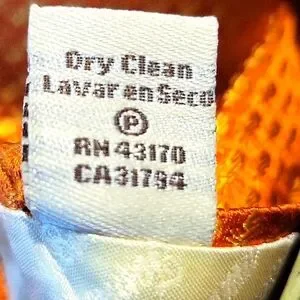 Dry Clean
Lavar en Seco
P
RN 43170
CA31794